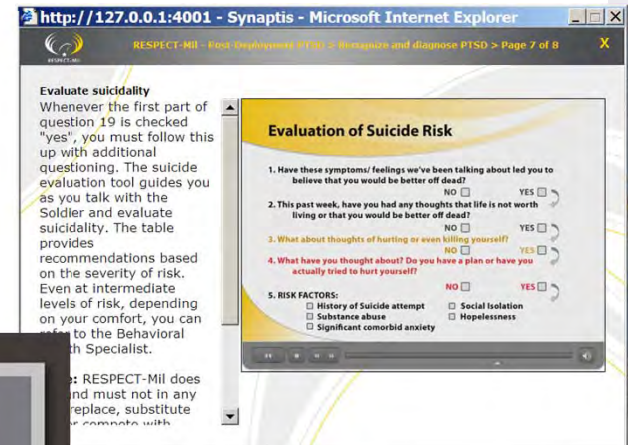 http://127.0.0.1:4001 - Synaptis - Microsoft Internet Explorer
RESPECT-Mil
RESPECT-Mil - Post-Deployment PTSD > Recognize and diagnose PTSD > Page 7 of 8
X
Evaluate suicidality
Whenever the first part of
question 19 is checked
"yes", you must follow this
up with additional
questioning. The suicide
evaluation tool guides you
as you talk with the
Soldier and evaluate
suicidality. The table
provides
recommendations based
on the severity of risk.
Even at intermediate
levels of risk, depending
on your comfort, you can
to the Behavioral
Specialist.
RESPECT-Mil does
and must not in any
replace, substitute
compete with
Evaluation of Suicide Risk
1. Have these symptoms/ feelings we've been talking about led you to
believe that you would be better off dead?
NO YES
2. This past week, have you had any thoughts that life is not worth
living or that you would be better off dead?
NO YES
3. What about thoughts of hurting or even killing yourself?
NO YES
4. What have you thought about? Do you have a plan or have you
actually tried to hurt yourself?
NO YES
5. RISK FACTORS:
History of Suicide attempt Social Isolation
Substance abuse Hopelessness
Significant comorbid anxiety